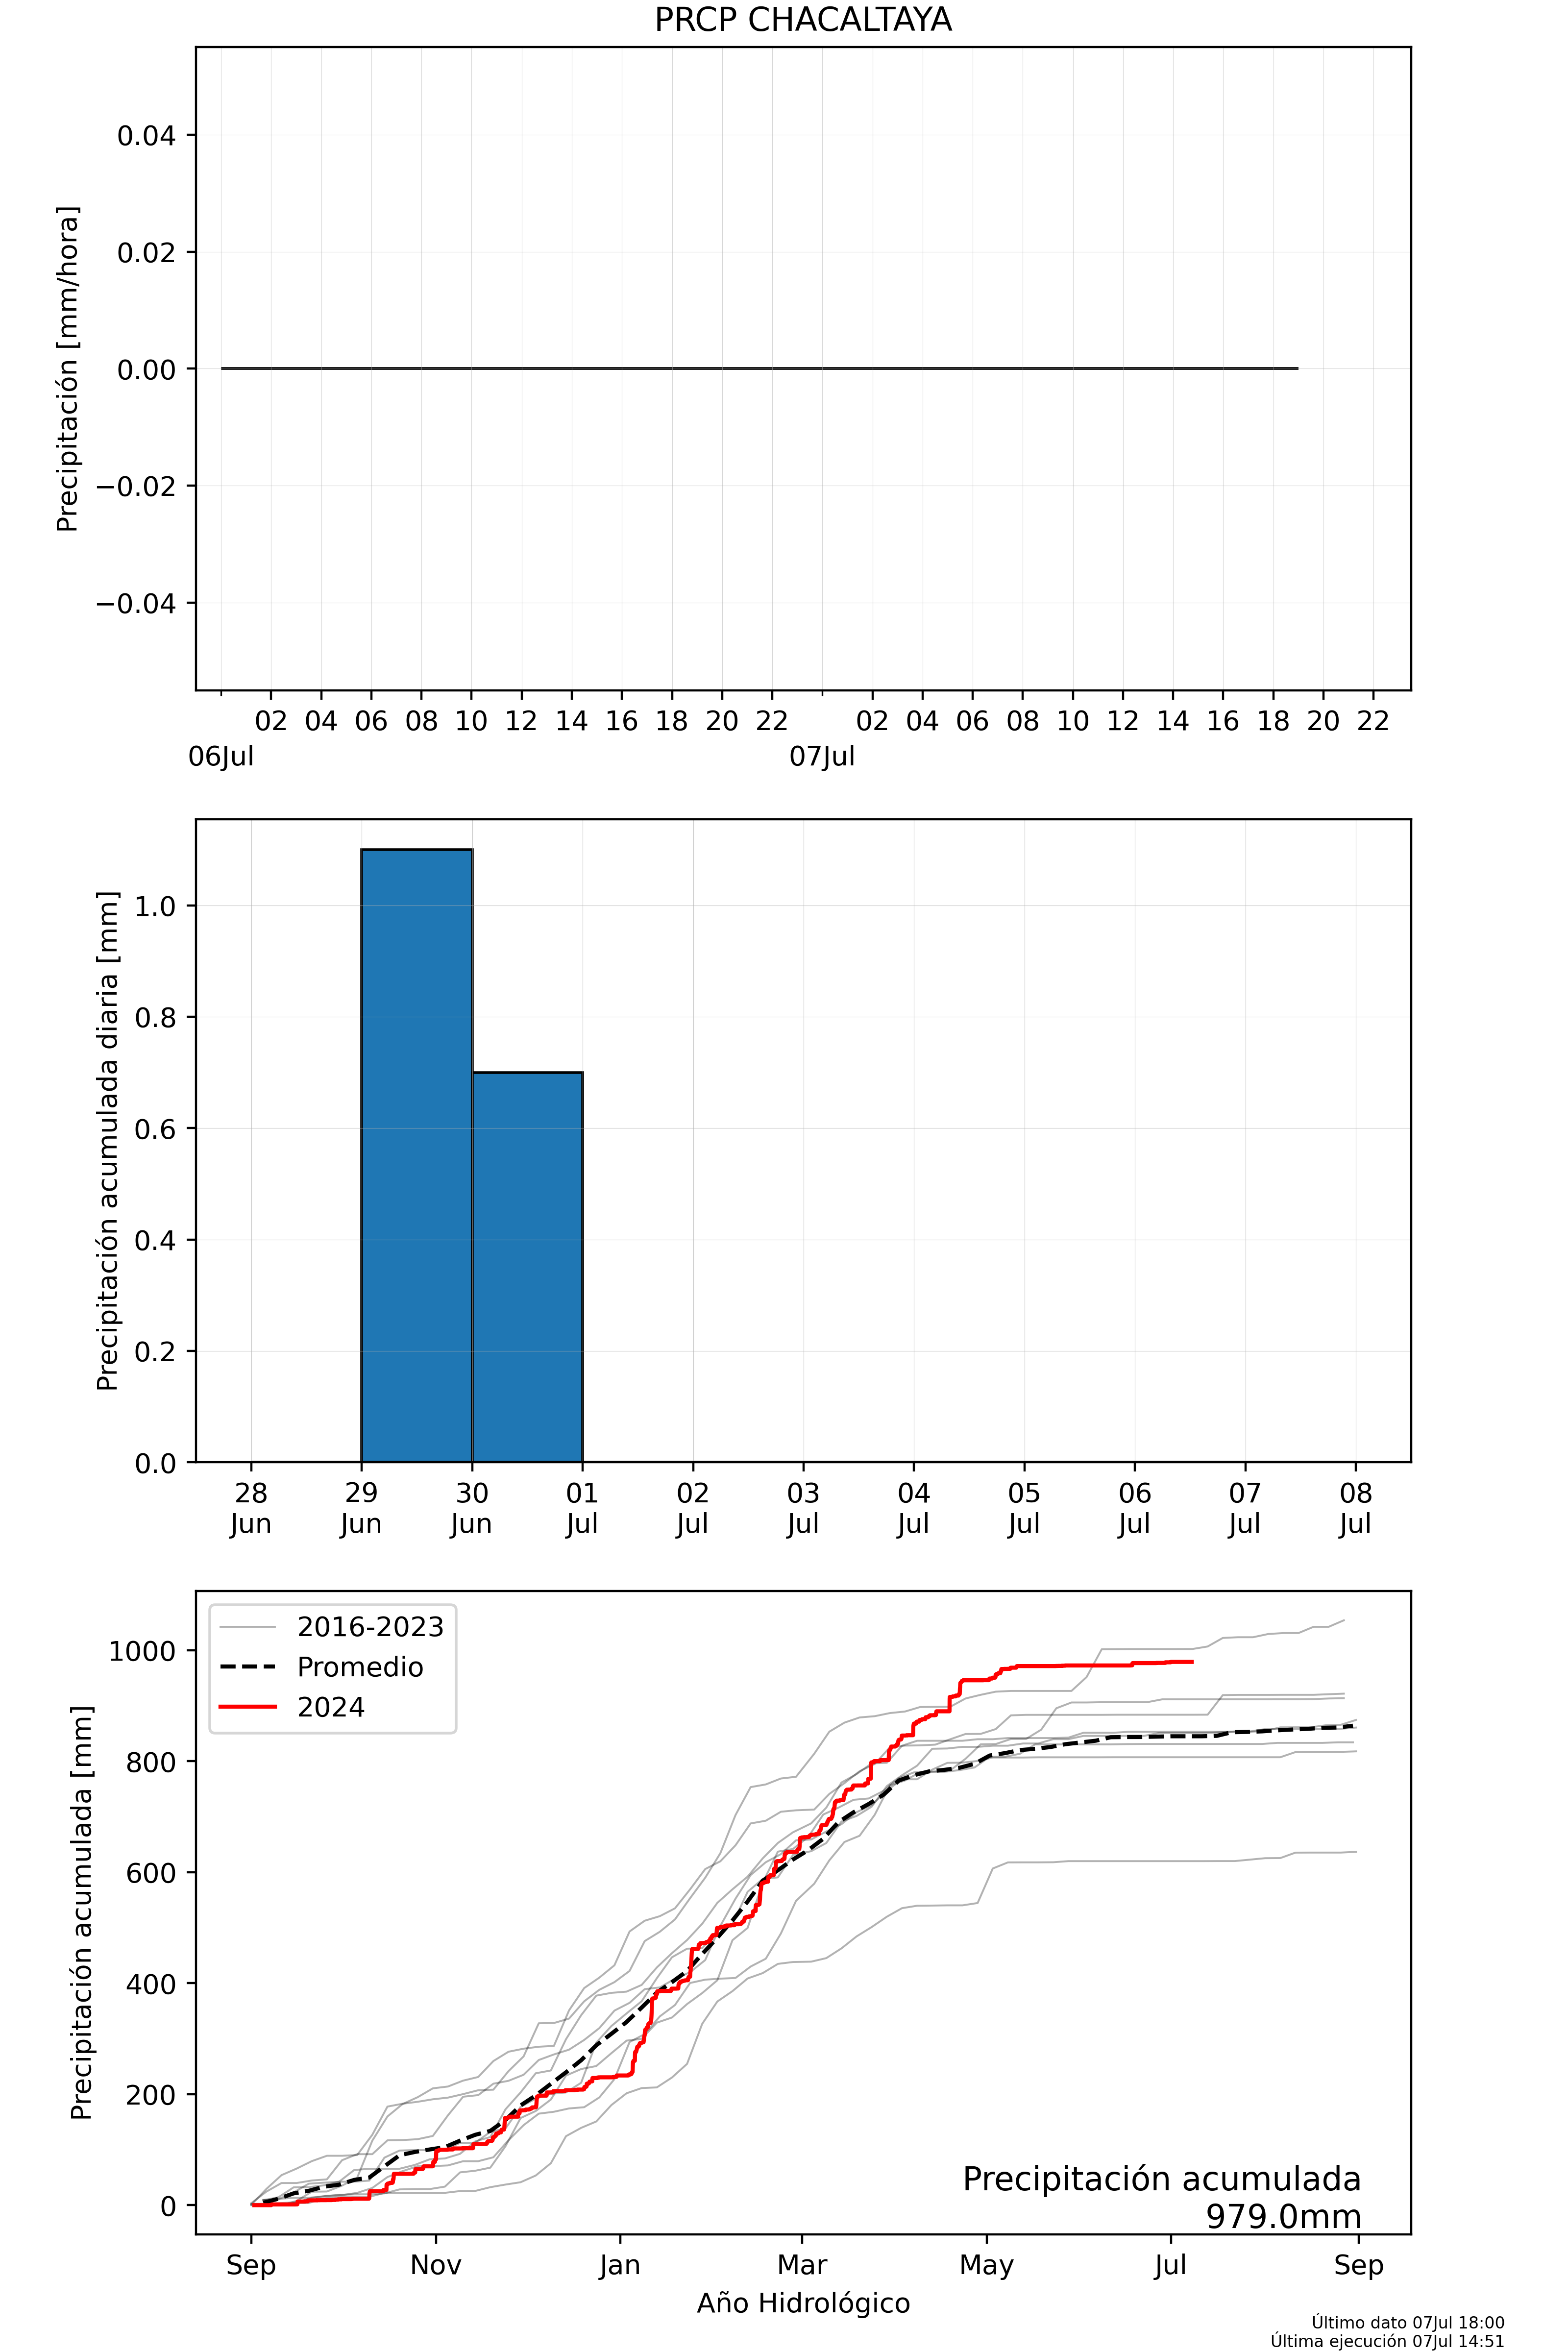 PRCP CHACALTAYA
Precipitación [mm/hora]
0.04
0.02
0.00
−0.02
−0.04
02 04 06 08 10 12 14 16 18 20 22 02 04 06 08 10 12 14 16 18 20 22
06Jul 07Jul
Precipitación acumulada diaria [mm]
1.0
0.8
0.6
0.4
0.2
0.0
28 29 30 01 02 03 04 05 06 07 08
Jun Jun Jun Jul Jul Jul Jul Jul Jul Jul Jul
Precipitación acumulada [mm]
1000
800
600
400
200
0
2016-2023
Promedio
2024
Precipitación acumulada
979.0mm
Sep Nov Jan Mar May Jul Sep
Año Hidrológico
Último dato 07Jul 18:00
Última ejecución 07Jul 14:51